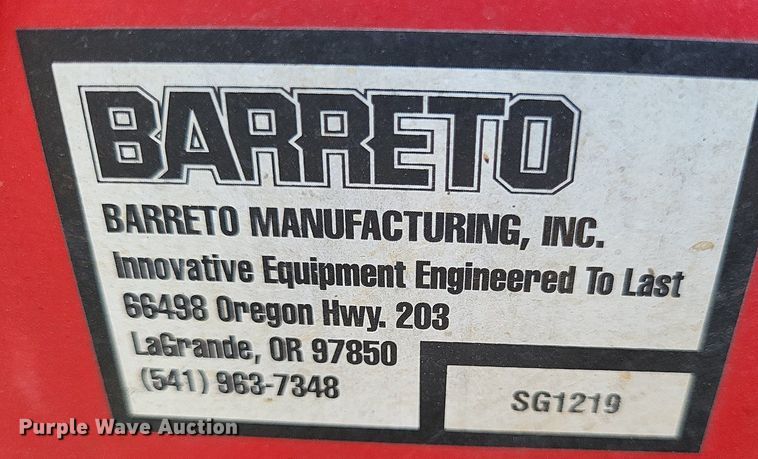 BARRETO
BARRETO MANUFACTURING, INC.
Innovative Equipment Engineered To Last
66498 Oregon Hwy. 203
LaGrande, OR 97850
(541) 963-7348
SG1219
Purple Wave Auction